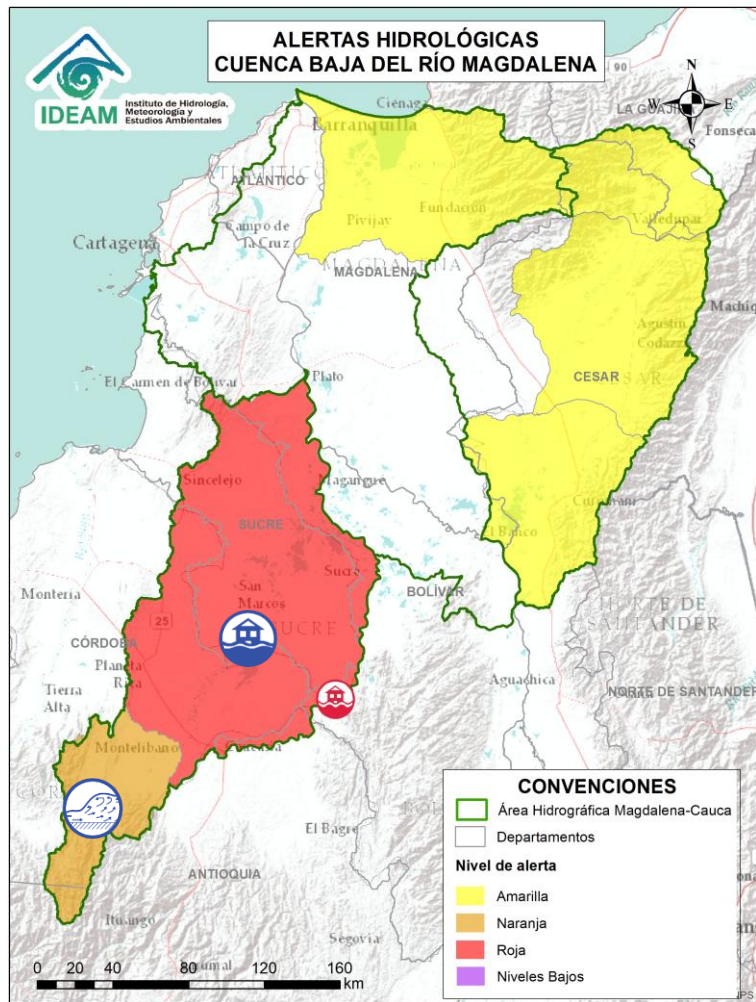 ALERTAS HIDROLÓGICAS
CUENCA BAJA DEL RÍO MAGDALENA
IDEAM
Instituto de Hidrología,
Meteorología y
Estudios Ambientales
N
W
E
S
90
Ciénaga
LA GUAJI
Barranquilla
Fonseca
ATLÁNTICO
Valledupar
Pivijay
Fundación
Campo de
la Cruz
Cartagena
MAGDALENA
Agustín
Codazzi
CESAR
El Carmen de Bolívar
Plato
Sincelejo
Magangué
SUCRE
El Banco
Sucre
San
Marcos
BOLÍVAR
SUCRE
Montería
25
CÓRDOBA
NORTE DE
SANTANDER
Planeta
Rica
Aguachica
Tierra
Alta
NORTE DE SANTANDER
Montelíbano
El Bagre
ANTIOQUIA
Ituango
Segovia
0 20 40 80 120 160
km
CONVENCIONES
Área Hidrográfica Magdalena-Cauca
Departamentos
Nivel de alerta
Amarilla
Naranja
Roja
Niveles Bajos